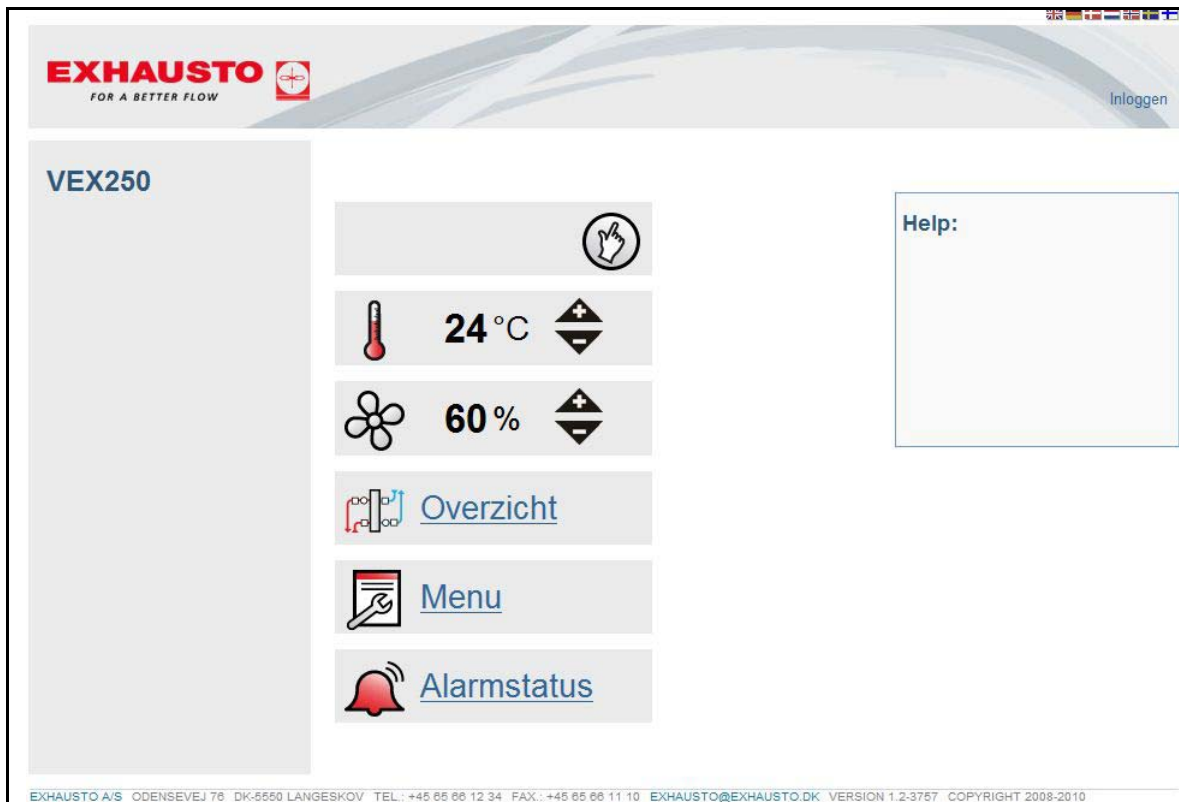 EXHAUSTO
FOR A BETTER FLOW
Inloggen
VEX250
Help:
24 °C
60 %
Overzicht
Menu
Alarmstatus
EXHAUSTO A/S ODENSEVEJ 76 DK-5550 LANGESKOV TEL.: +45 65 66 12 34 FAX.: +45 65 66 11 10 EXHAUSTO@EXHAUSTO.DK VERSION 1.2-3757 COPYRIGHT 2008-2010